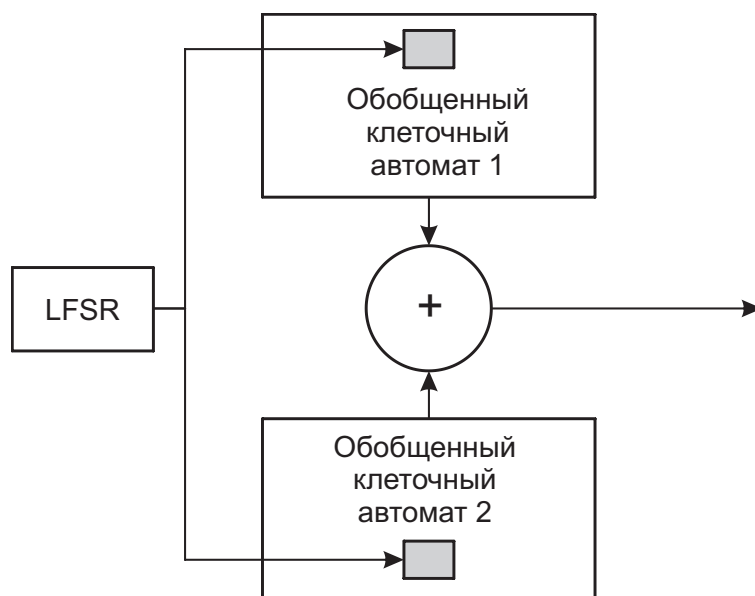 Обобщенный
клеточный
автомат 1
LFSR
+
Обобщенный
клеточный
автомат 2